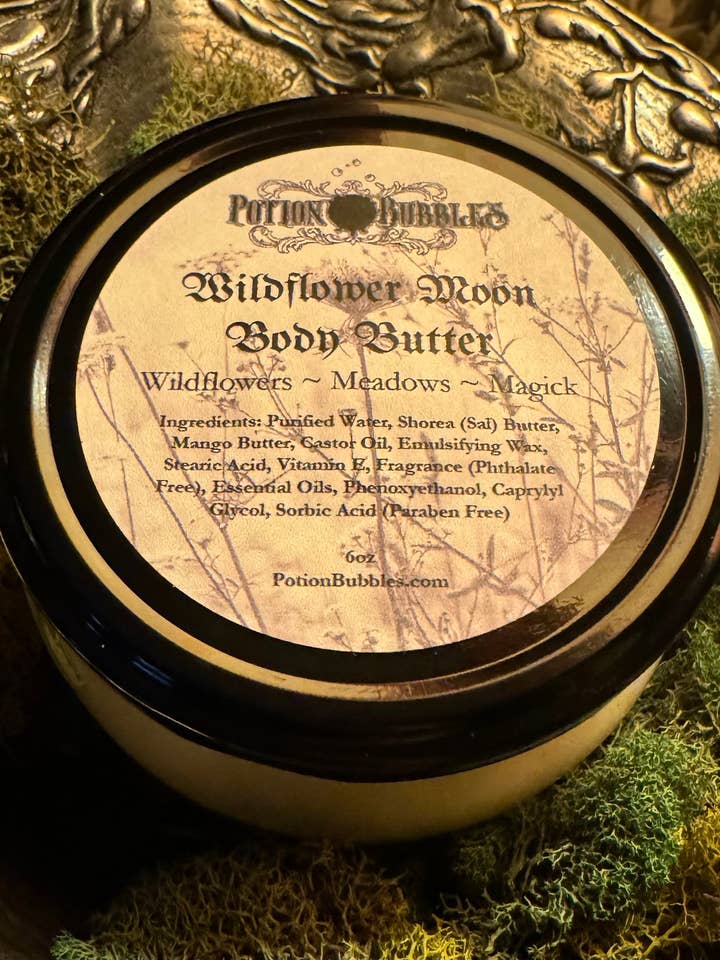 Potion Bubbles
Wildflower Moon
Body Butter
Wildflowers ~ Meadows ~ Magick
Ingredients: Purified Water, Shorea (Sal) Butter,
Mango Butter, Castor Oil, Emulsifying Wax,
Stearic Acid, Vitamin E, Fragrance (Phthalate
Free), Essential Oils, Phenoxyethanol, Caprylyl
Glycol, Sorbic Acid (Paraben Free)
6oz
PotionBubbles.com